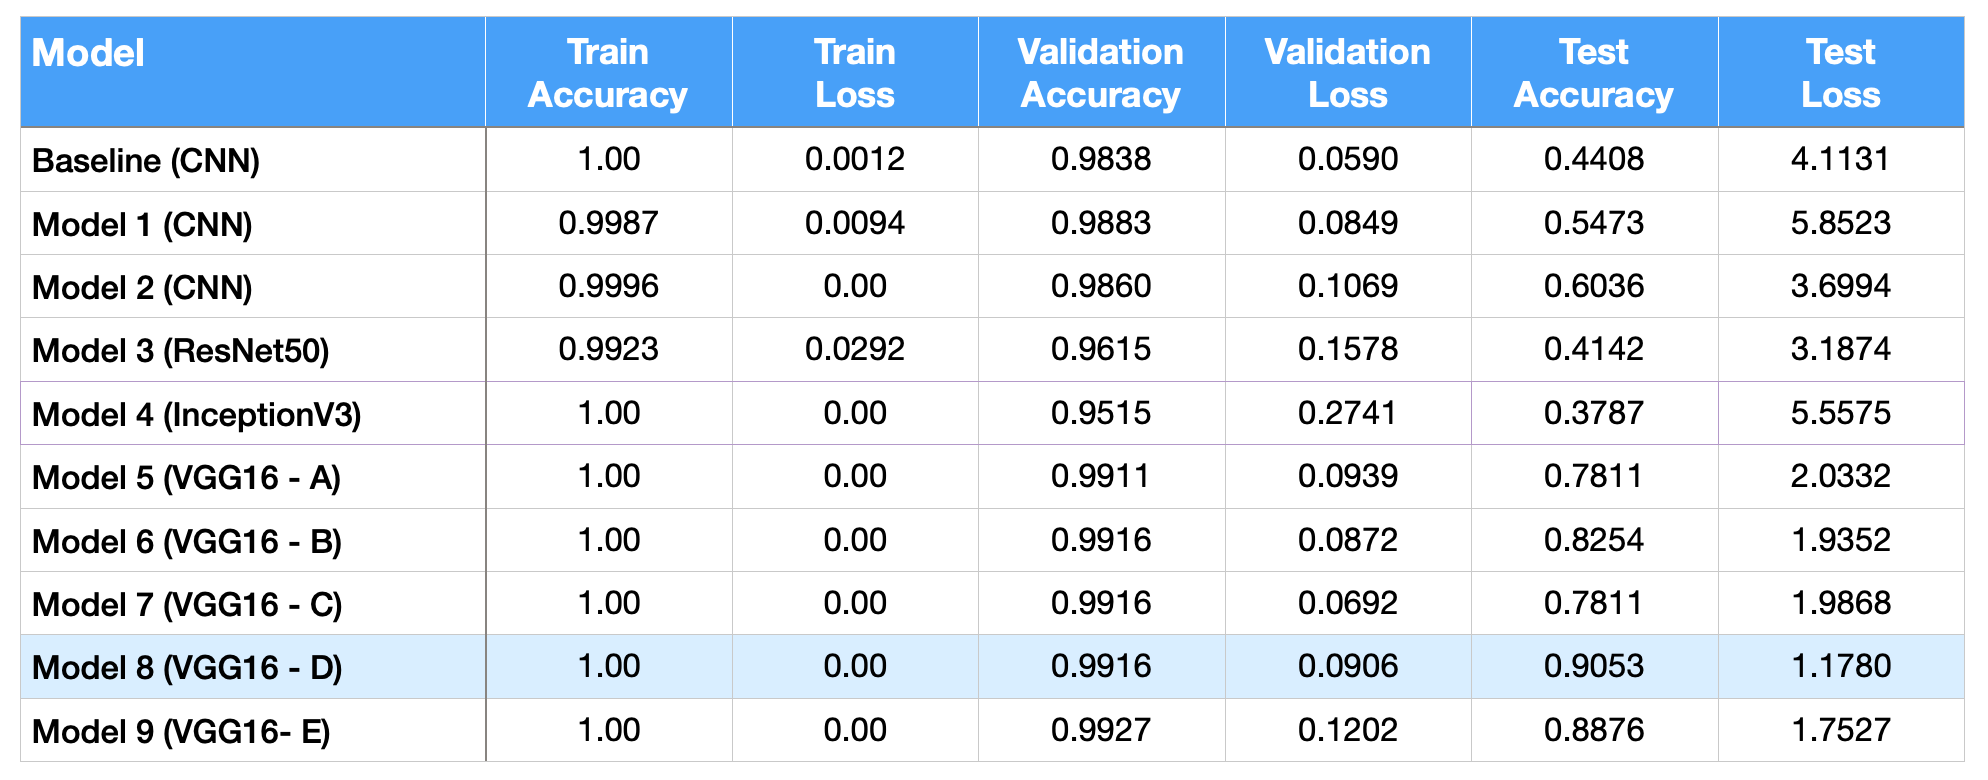 Model Train Accuracy Train Loss Validation Accuracy Validation Loss Test Accuracy Test Loss
Baseline (CNN) 1.00 0.0012 0.9838 0.0590 0.4408 4.1131
Model 1 (CNN) 0.9987 0.0094 0.9883 0.0849 0.5473 5.8523
Model 2 (CNN) 0.9996 0.00 0.9860 0.1069 0.6036 3.6994
Model 3 (ResNet50) 0.9923 0.0292 0.9615 0.1578 0.4142 3.1874
Model 4 (InceptionV3) 1.00 0.00 0.9515 0.2741 0.3787 5.5575
Model 5 (VGG16 - A) 1.00 0.00 0.9911 0.0939 0.7811 2.0332
Model 6 (VGG16 - B) 1.00 0.00 0.9916 0.0872 0.8254 1.9352
Model 7 (VGG16 - C) 1.00 0.00 0.9916 0.0692 0.7811 1.9868
Model 8 (VGG16 - D) 1.00 0.00 0.9916 0.0906 0.9053 1.1780
Model 9 (VGG16- E) 1.00 0.00 0.9927 0.1202 0.8876 1.7527